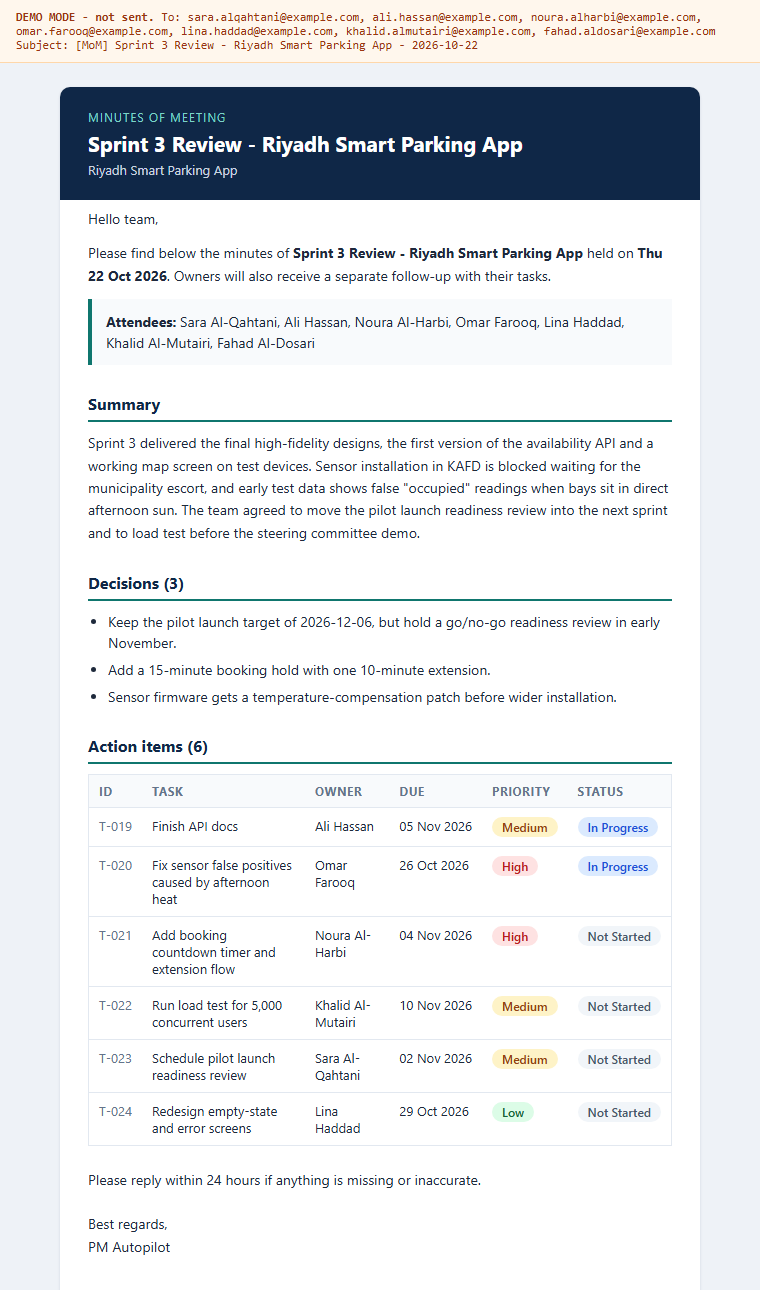 DEMO MODE - not sent. To: sara.alqahtani@example.com, ali.hassan@example.com, noura.alharbi@example.com,
omar.farooq@example.com, lina.haddad@example.com, khalid.almutairi@example.com, fahad.aldosari@example.com
Subject: [MoM] Sprint 3 Review - Riyadh Smart Parking App - 2026-10-22
MINUTES OF MEETING
Sprint 3 Review - Riyadh Smart Parking App
Riyadh Smart Parking App
Hello team,
Please find below the minutes of Sprint 3 Review - Riyadh Smart Parking App held on Thu
22 Oct 2026. Owners will also receive a separate follow-up with their tasks.
Attendees: Sara Al-Qahtani, Ali Hassan, Noura Al-Harbi, Omar Farooq, Lina Haddad,
Khalid Al-Mutairi, Fahad Al-Dosari
Summary
Sprint 3 delivered the final high-fidelity designs, the first version of the availability API and a
working map screen on test devices. Sensor installation in KAFD is blocked waiting for the
municipality escort, and early test data shows false "occupied" readings when bays sit in direct
afternoon sun. The team agreed to move the pilot launch readiness review into the next sprint
and to load test before the steering committee demo.
Decisions (3)
• Keep the pilot launch target of 2026-12-06, but hold a go/no-go readiness review in early
November.
• Add a 15-minute booking hold with one 10-minute extension.
• Sensor firmware gets a temperature-compensation patch before wider installation.
Action items (6)
ID TASK OWNER DUE PRIORITY STATUS
T-019 Finish API docs Ali Hassan 05 Nov 2026 Medium In Progress
T-020 Fix sensor false positives Omar 26 Oct 2026 High In Progress
caused by afternoon Farooq
heat
T-021 Add booking Noura Al- 04 Nov 2026 High Not Started
countdown timer and Harbi
extension flow
T-022 Run load test for 5,000 Khalid Al- 10 Nov 2026 Medium Not Started
concurrent users Mutairi
T-023 Schedule pilot launch Sara Al- 02 Nov 2026 Medium Not Started
readiness review Qahtani
T-024 Redesign empty-state Lina 29 Oct 2026 Low Not Started
and error screens Haddad
Please reply within 24 hours if anything is missing or inaccurate.
Best regards,
PM Autopilot